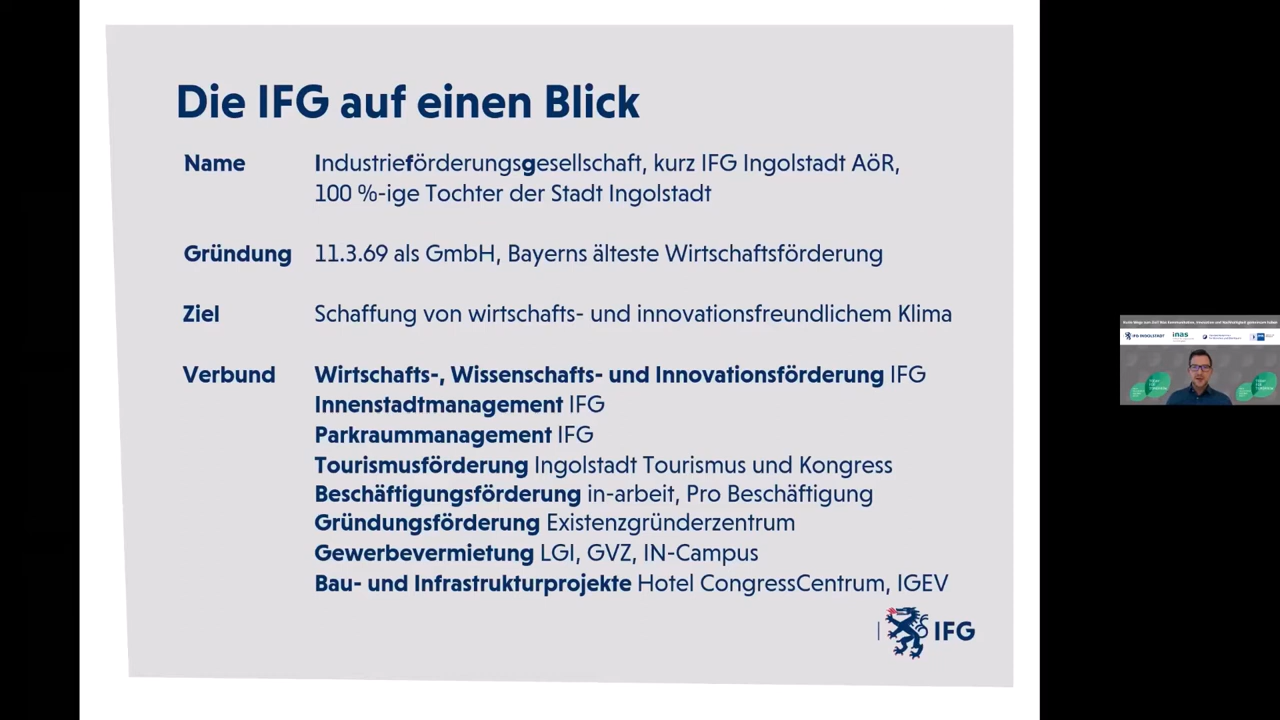 Die IFG auf einen Blick
Name Industrieförderungsgesellschaft, kurz IFG Ingolstadt AöR,
100 %-ige Tochter der Stadt Ingolstadt
Gründung 11.3.69 als GmbH, Bayerns älteste Wirtschaftsförderung
Ziel Schaffung von wirtschafts- und innovationsfreundlichem Klima
Verbund Wirtschafts-, Wissenschafts- und Innovationsförderung IFG
Innenstadtmanagement IFG
Parkraummanagement IFG
Tourismusförderung Ingolstadt Tourismus und Kongress
Beschäftigungsförderung in-arbeit, Pro Beschäftigung
Gründungsförderung Existenzgründerzentrum
Gewerbevermietung LGI, GVZ, IN-Campus
Bau- und Infrastrukturprojekte Hotel CongressCentrum, IGEV
IFG
IFG INGOLSTADT
inas